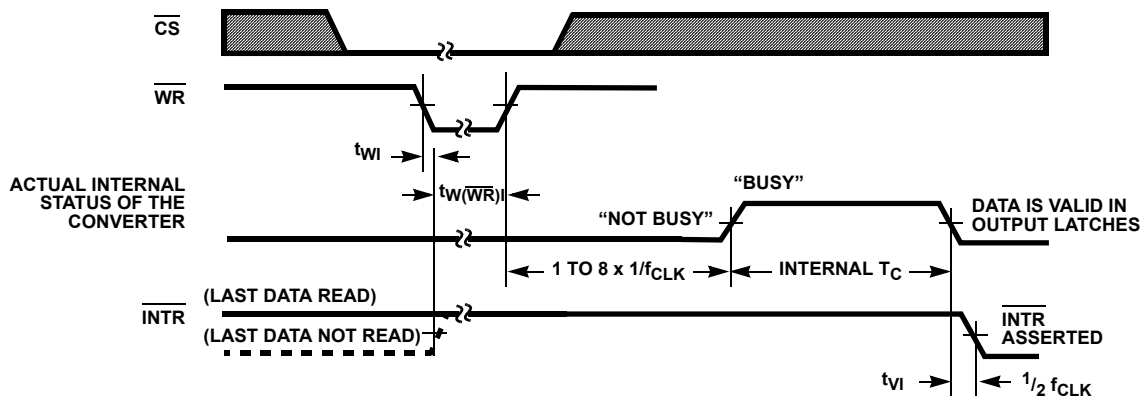 CS
WR
tWI
tW(WR)I
ACTUAL INTERNAL
STATUS OF THE
CONVERTER
“BUSY”
“NOT BUSY”
DATA IS VALID IN
OUTPUT LATCHES
1 TO 8 x 1/fCLK
INTERNAL TC
(LAST DATA READ)
INTR
(LAST DATA NOT READ)
INTR
ASSERTED
tVI
1/2 fCLK